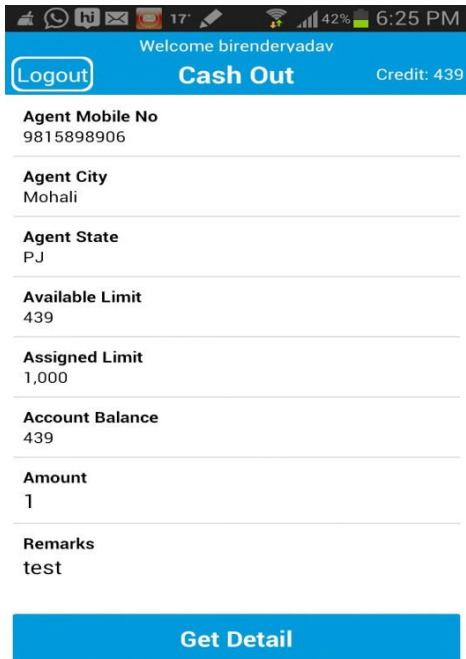 hi 17° 42% 6:25 PM
Welcome birenderyadav
Logout Cash Out Credit: 439
Agent Mobile No
9815898906
Agent City
Mohali
Agent State
PJ
Available Limit
439
Assigned Limit
1,000
Account Balance
439
Amount
1
Remarks
test
Get Detail